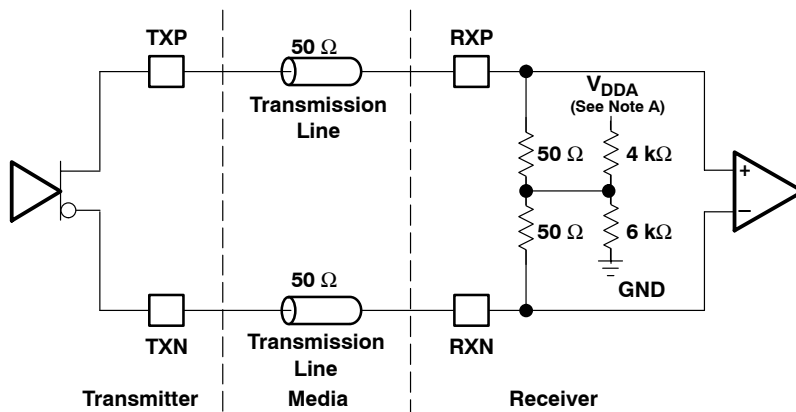 TXP
50 Ω
RXP
Transmission
Line
VDDA
(See Note A)
50 Ω
4 kΩ
+
50 Ω
6 kΩ
−
GND
50 Ω
TXN
Transmission
Line
RXN
Transmitter
Media
Receiver